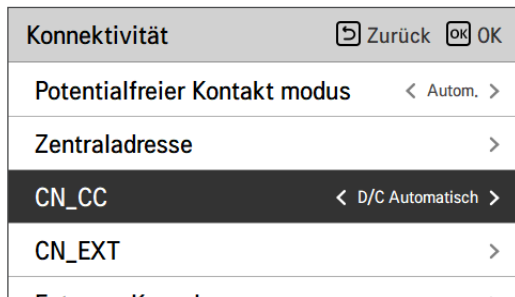 Konnektivität Zurück OK OK
Potentialfreier Kontakt modus < Autom. >
Zentraladresse >
CN_CC < D/C Automatisch >
CN_EXT >